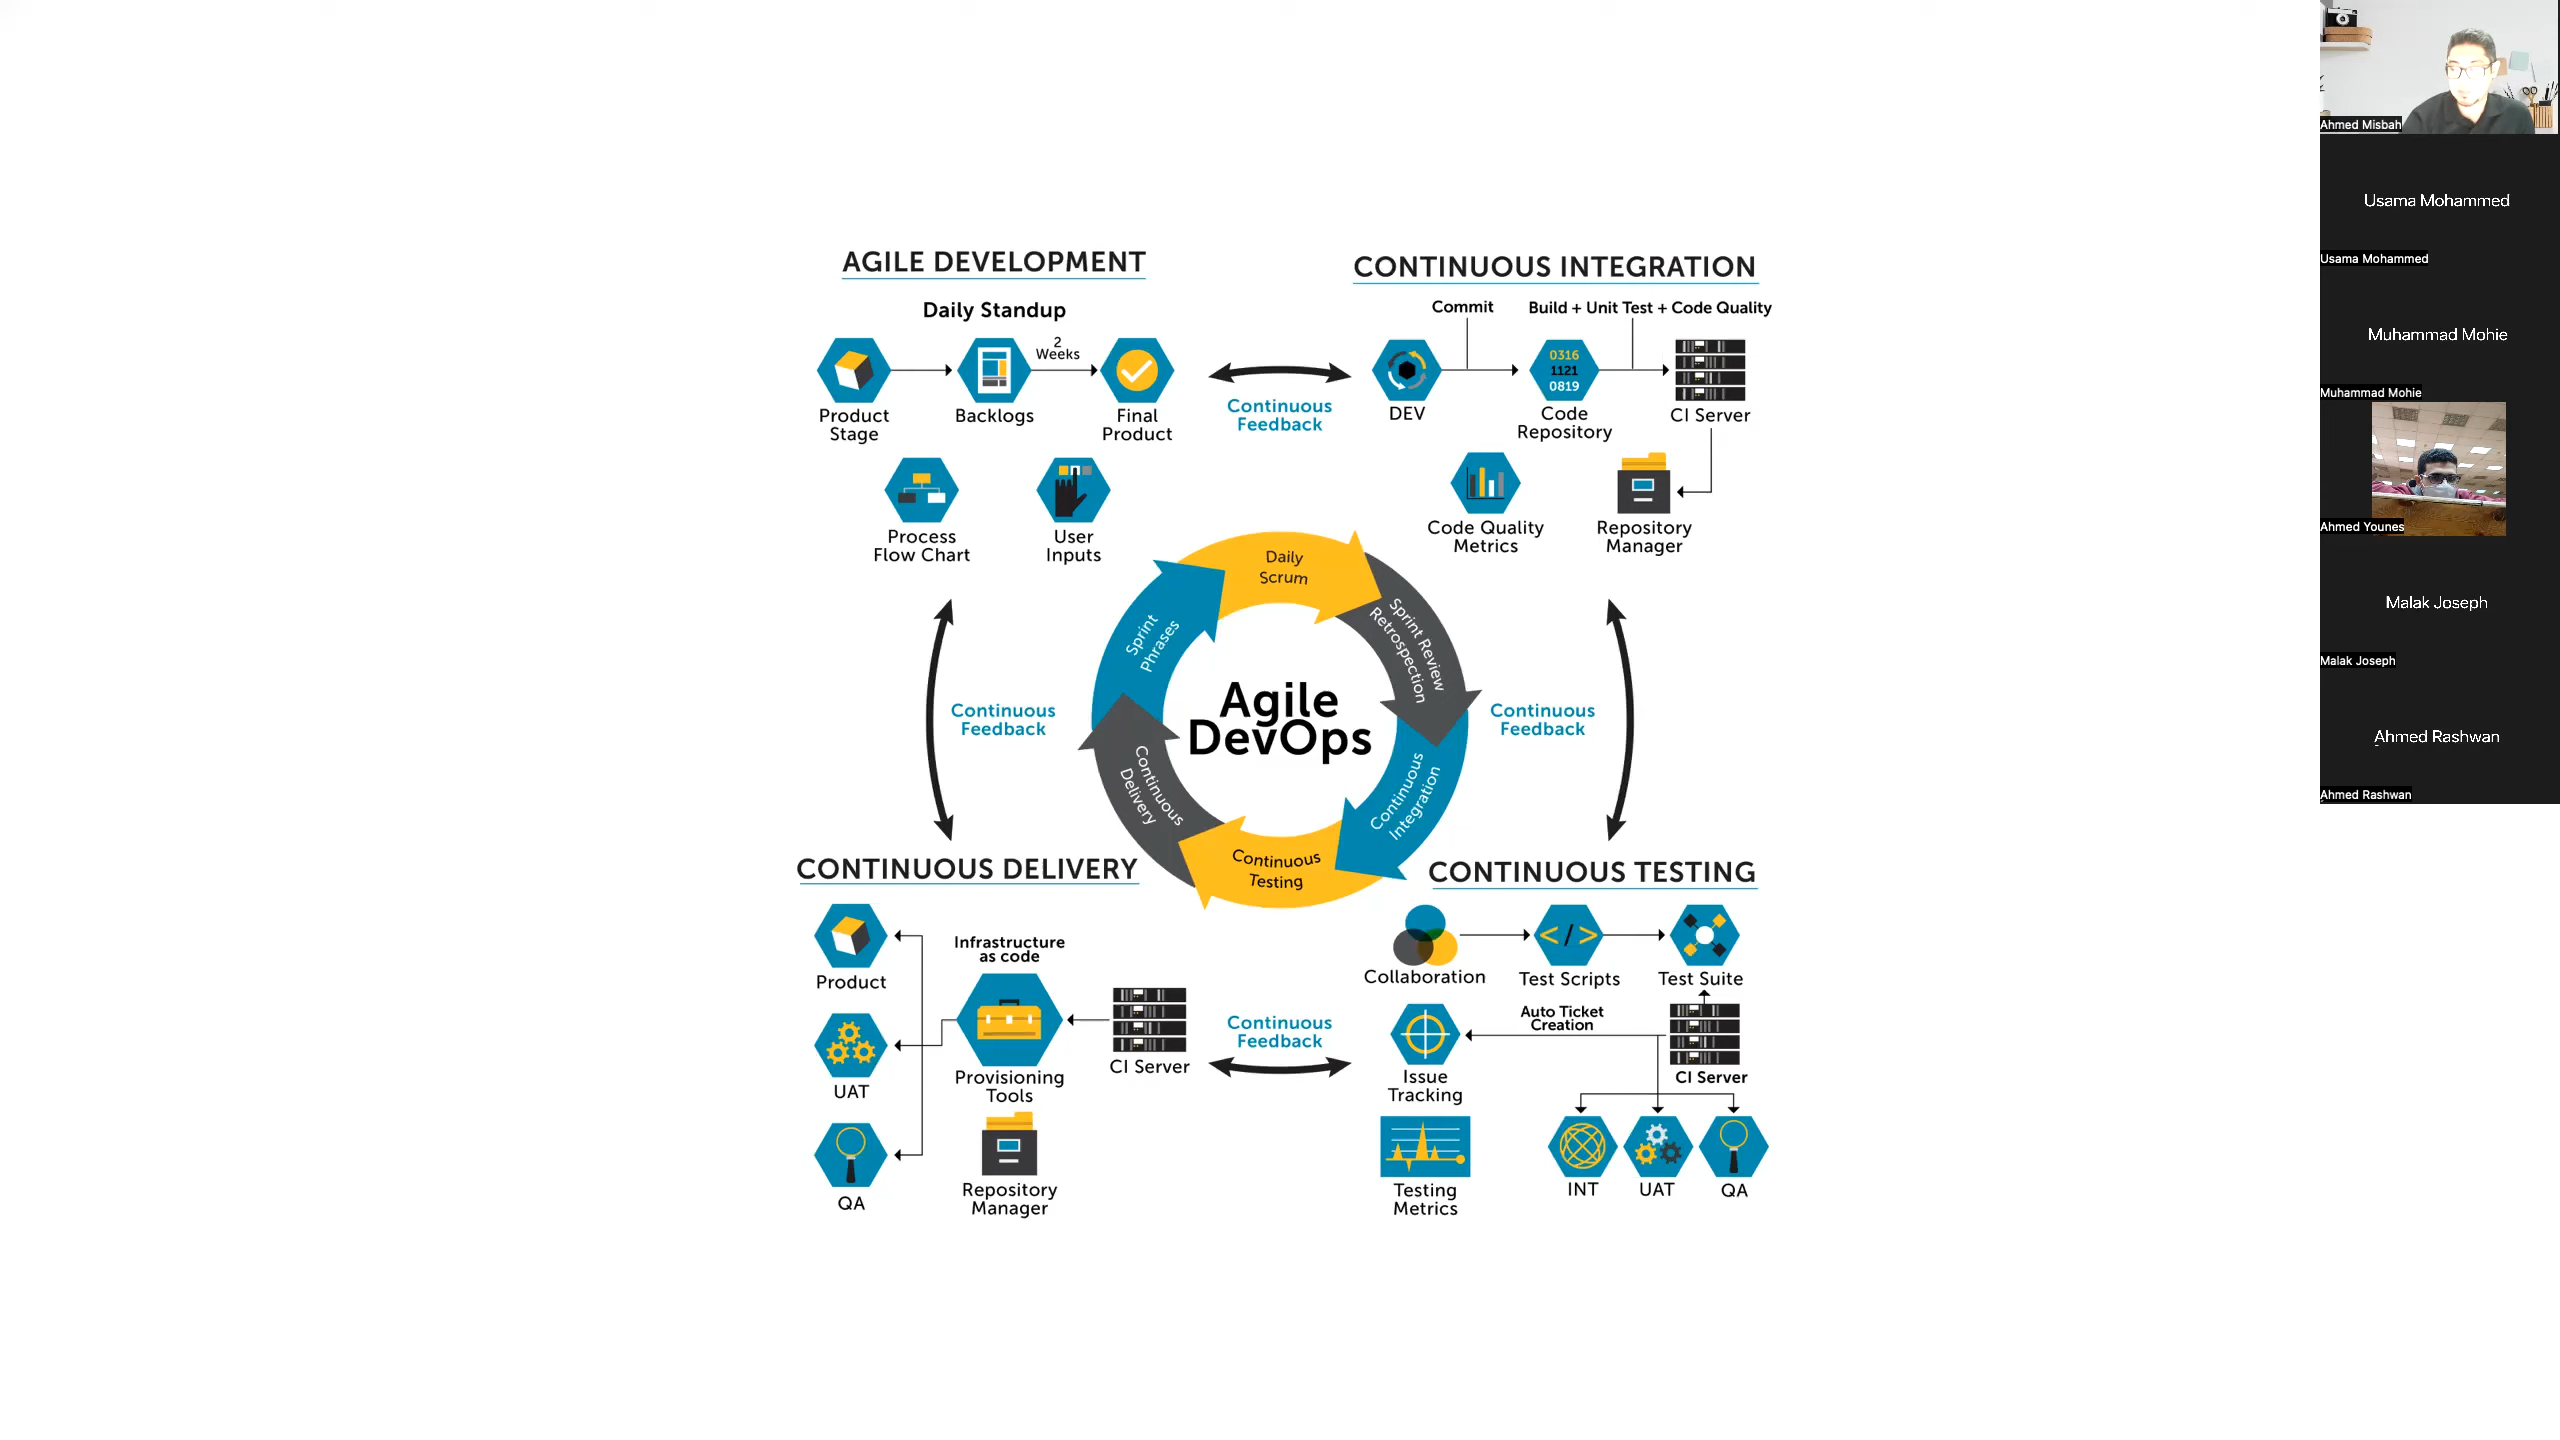 AGILE DEVELOPMENT
Daily Standup
2
Weeks
Product
Stage
Backlogs
Final
Product
Process
Flow Chart
User
Inputs
Continuous
Feedback
CONTINUOUS INTEGRATION
Commit
Build + Unit Test + Code Quality
0316
1121
0819
DEV
Code
Repository
CI Server
Code Quality
Metrics
Repository
Manager
Daily
Scrum
Sprint Review
Retrospection
Continuous
Integration
Continuous
Testing
Continuous
Delivery
Sprint
Phrases
Agile
DevOps
Continuous
Feedback
Continuous
Feedback
CONTINUOUS DELIVERY
Product
UAT
QA
Infrastructure
as code
Provisioning
Tools
CI Server
Repository
Manager
Continuous
Feedback
CONTINUOUS TESTING
Collaboration
</>
Test Scripts
Test Suite
Auto Ticket
Creation
Issue
Tracking
CI Server
Testing
Metrics
INT
UAT
QA
Ahmed Misbah
Usama Mohammed
Usama Mohammed
Muhammad Mohie
Muhammad Mohie
Ahmed Younes
Malak Joseph
Malak Joseph
Ahmed Rashwan
Ahmed Rashwan